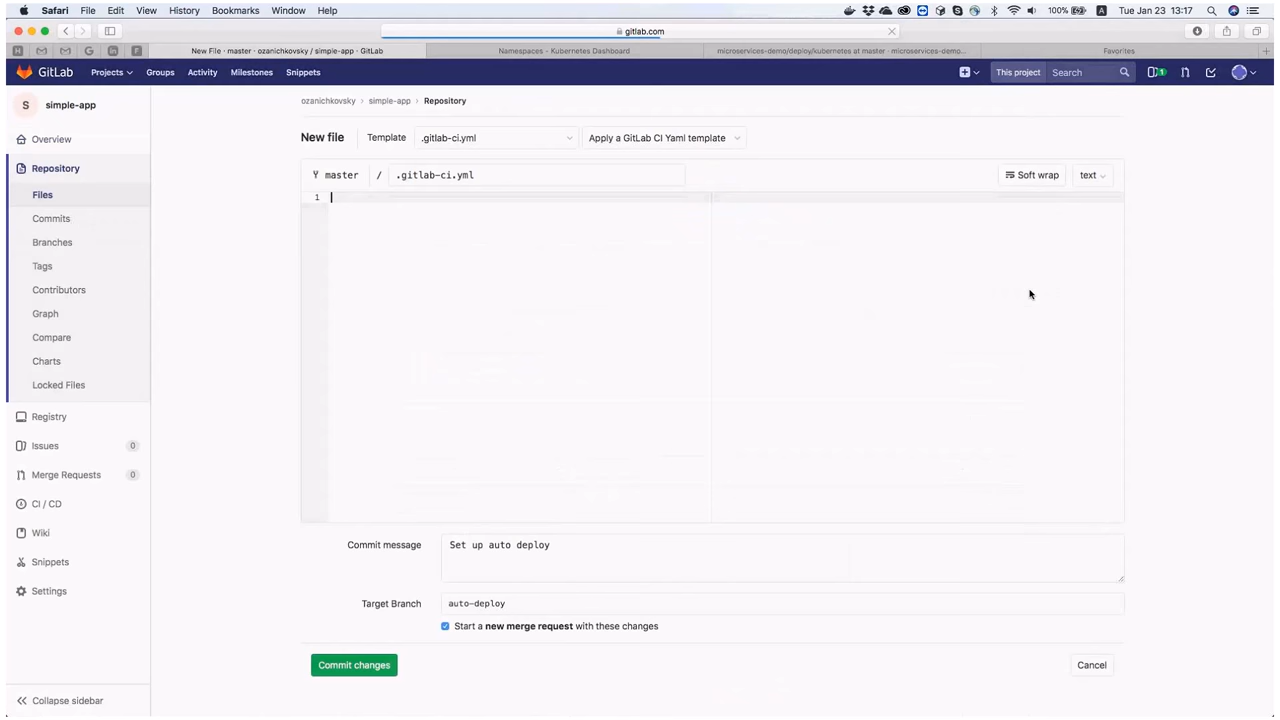 Safari File Edit View History Bookmarks Window Help 100% A Tue Jan 23 13:17
gitlab.com
H G in F New File · master · ozanichkovsky / simple-app · GitLab Namespaces - Kubernetes Dashboard microservices-demo/deploy/kubernetes at master · microservices-demo... Favorites
GitLab Projects Groups Activity Milestones Snippets This project Search 1
S simple-app
ozanichkovsky simple-app Repository
New file Template .gitlab-ci.yml Apply a GitLab CI Yaml template
master / .gitlab-ci.yml Soft wrap text
1
Overview
Repository
Files
Commits
Branches
Tags
Contributors
Graph
Compare
Charts
Locked Files
Registry
Issues 0
Merge Requests 0
CI / CD
Wiki
Snippets
Settings
Collapse sidebar
Commit message Set up auto deploy
Target Branch auto-deploy
Start a new merge request with these changes
Commit changes Cancel